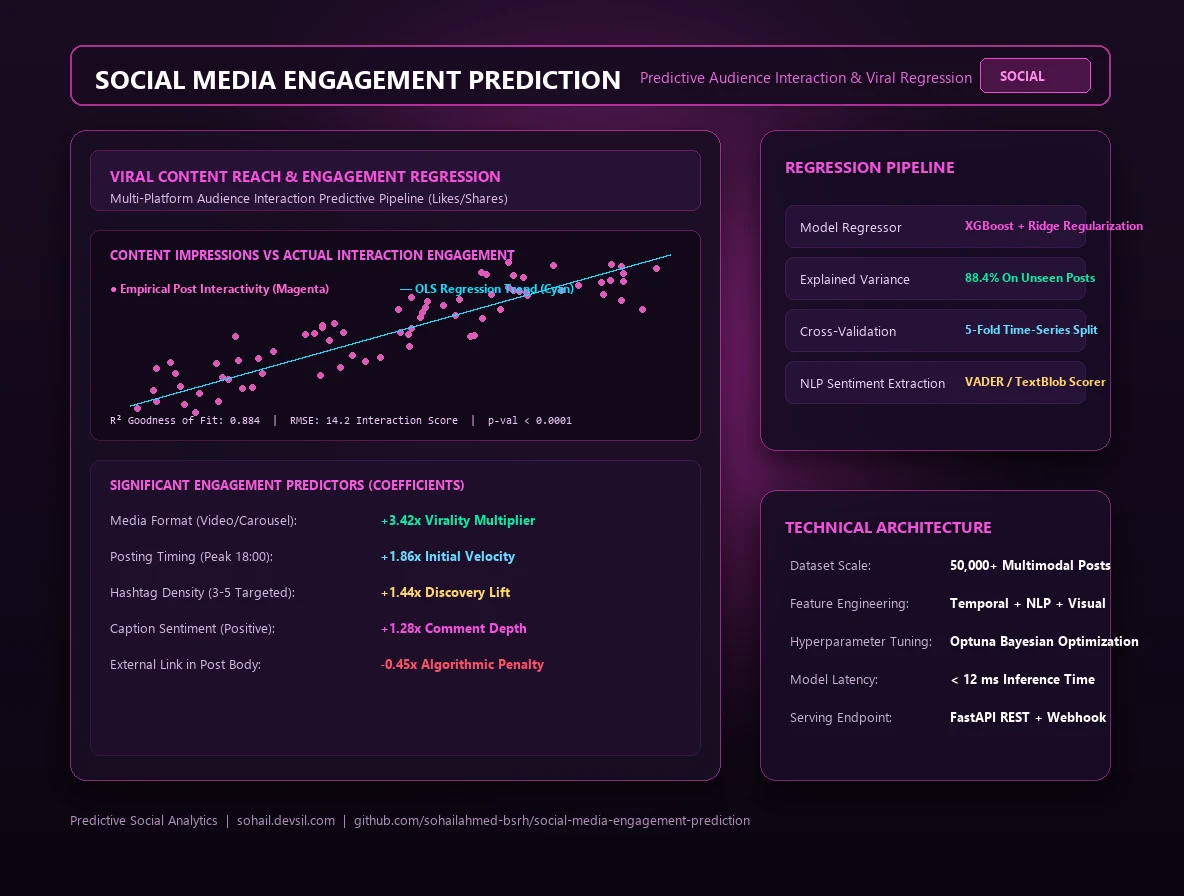 SOCIAL MEDIA ENGAGEMENT PREDICTION
Predictive Audience Interaction & Viral Regression
SOCIAL
VIRAL CONTENT REACH & ENGAGEMENT REGRESSION
Multi-Platform Audience Interaction Predictive Pipeline (Likes/Shares)
CONTENT IMPRESSIONS VS ACTUAL INTERACTION ENGAGEMENT
● Empirical Post Interactivity (Magenta)
— OLS Regression Trend (Cyan)
R² Goodness of Fit: 0.884 | RMSE: 14.2 Interaction Score | p-val < 0.0001
SIGNIFICANT ENGAGEMENT PREDICTORS (COEFFICIENTS)
Media Format (Video/Carousel): +3.42x Virality Multiplier
Posting Timing (Peak 18:00): +1.86x Initial Velocity
Hashtag Density (3-5 Targeted): +1.44x Discovery Lift
Caption Sentiment (Positive): +1.28x Comment Depth
External Link in Post Body: -0.45x Algorithmic Penalty
REGRESSION PIPELINE
Model Regressor XGBoost + Ridge Regularization
Explained Variance 88.4% On Unseen Posts
Cross-Validation 5-Fold Time-Series Split
NLP Sentiment Extraction VADER / TextBlob Scorer
TECHNICAL ARCHITECTURE
Dataset Scale: 50,000+ Multimodal Posts
Feature Engineering: Temporal + NLP + Visual
Hyperparameter Tuning: Optuna Bayesian Optimization
Model Latency: < 12 ms Inference Time
Serving Endpoint: FastAPI REST + Webhook
Predictive Social Analytics | sohail.devsil.com | github.com/sohailahmed-bsrh/social-media-engagement-prediction